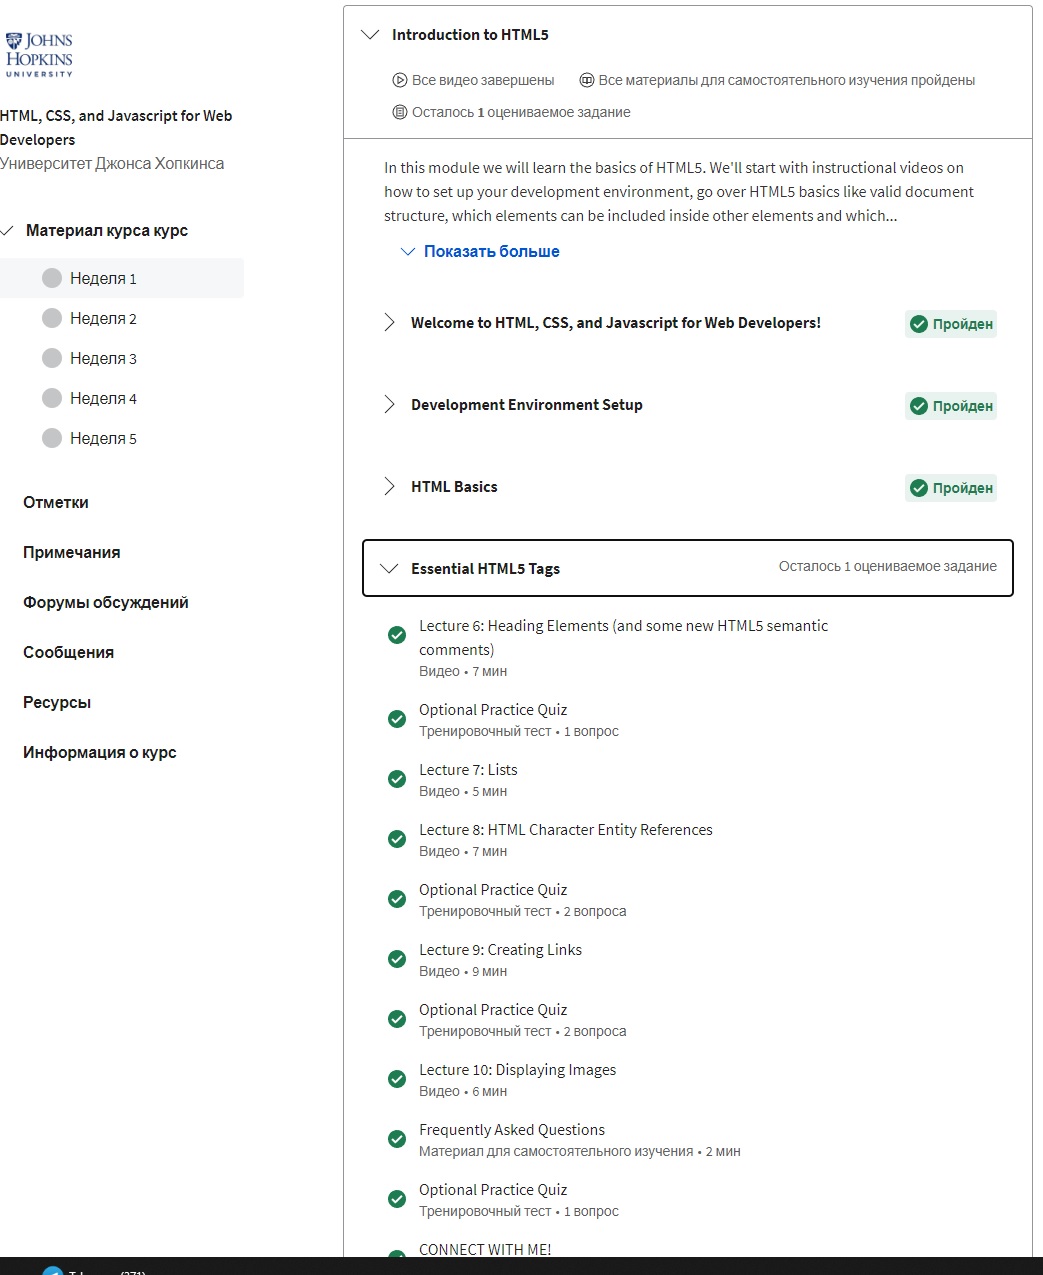 JOHNS
HOPKINS
UNIVERSITY
HTML, CSS, and Javascript for Web
Developers
Университет Джонса Хопкинса
Материал курса курс
Неделя 1
Неделя 2
Неделя 3
Неделя 4
Неделя 5
Отметки
Примечания
Форумы обсуждений
Сообщения
Ресурсы
Информация о курс
Introduction to HTML5
Все видео завершены Все материалы для самостоятельного изучения пройдены
Осталось 1 оцениваемое задание
In this module we will learn the basics of HTML5. We'll start with instructional videos on
how to set up your development environment, go over HTML5 basics like valid document
structure, which elements can be included inside other elements and which...
Показать больше
Welcome to HTML, CSS, and Javascript for Web Developers! Пройден
Development Environment Setup Пройден
HTML Basics Пройден
Essential HTML5 Tags Осталось 1 оцениваемое задание
Lecture 6: Heading Elements (and some new HTML5 semantic
comments)
Видео • 7 мин
Optional Practice Quiz
Тренировочный тест • 1 вопрос
Lecture 7: Lists
Видео • 5 мин
Lecture 8: HTML Character Entity References
Видео • 7 мин
Optional Practice Quiz
Тренировочный тест • 2 вопроса
Lecture 9: Creating Links
Видео • 9 мин
Optional Practice Quiz
Тренировочный тест • 2 вопроса
Lecture 10: Displaying Images
Видео • 6 мин
Frequently Asked Questions
Материал для самостоятельного изучения • 2 мин
Optional Practice Quiz
Тренировочный тест • 1 вопрос
CONNECT WITH ME!